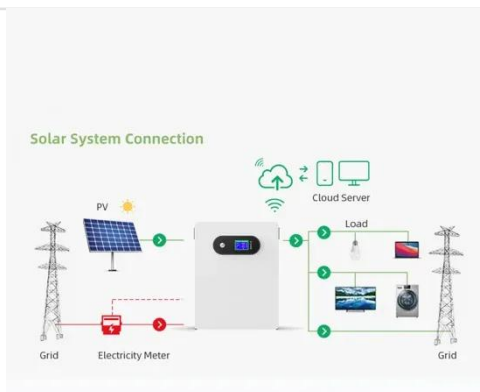 Solar System Connection
Cloud Server
PV
Load
Grid
Electricity Meter
Grid